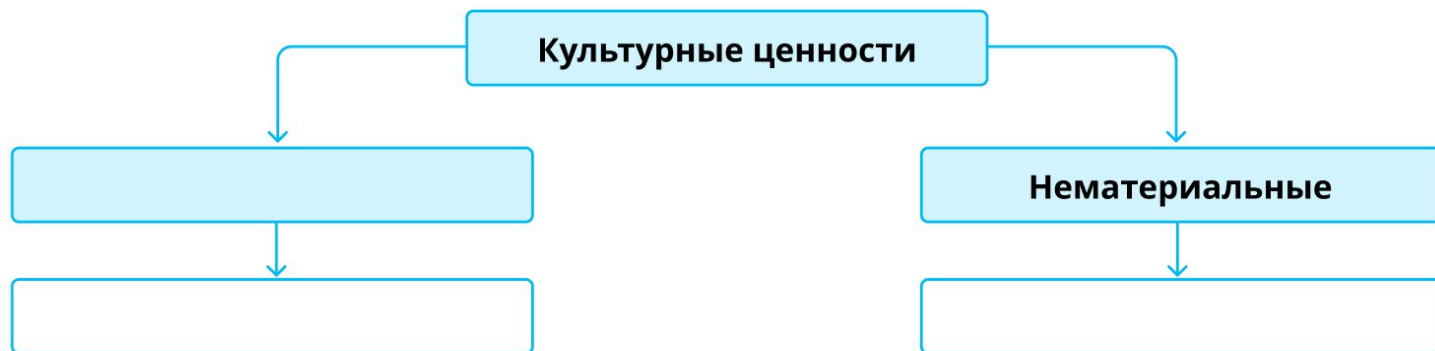 Культурные ценности
Нематериальные